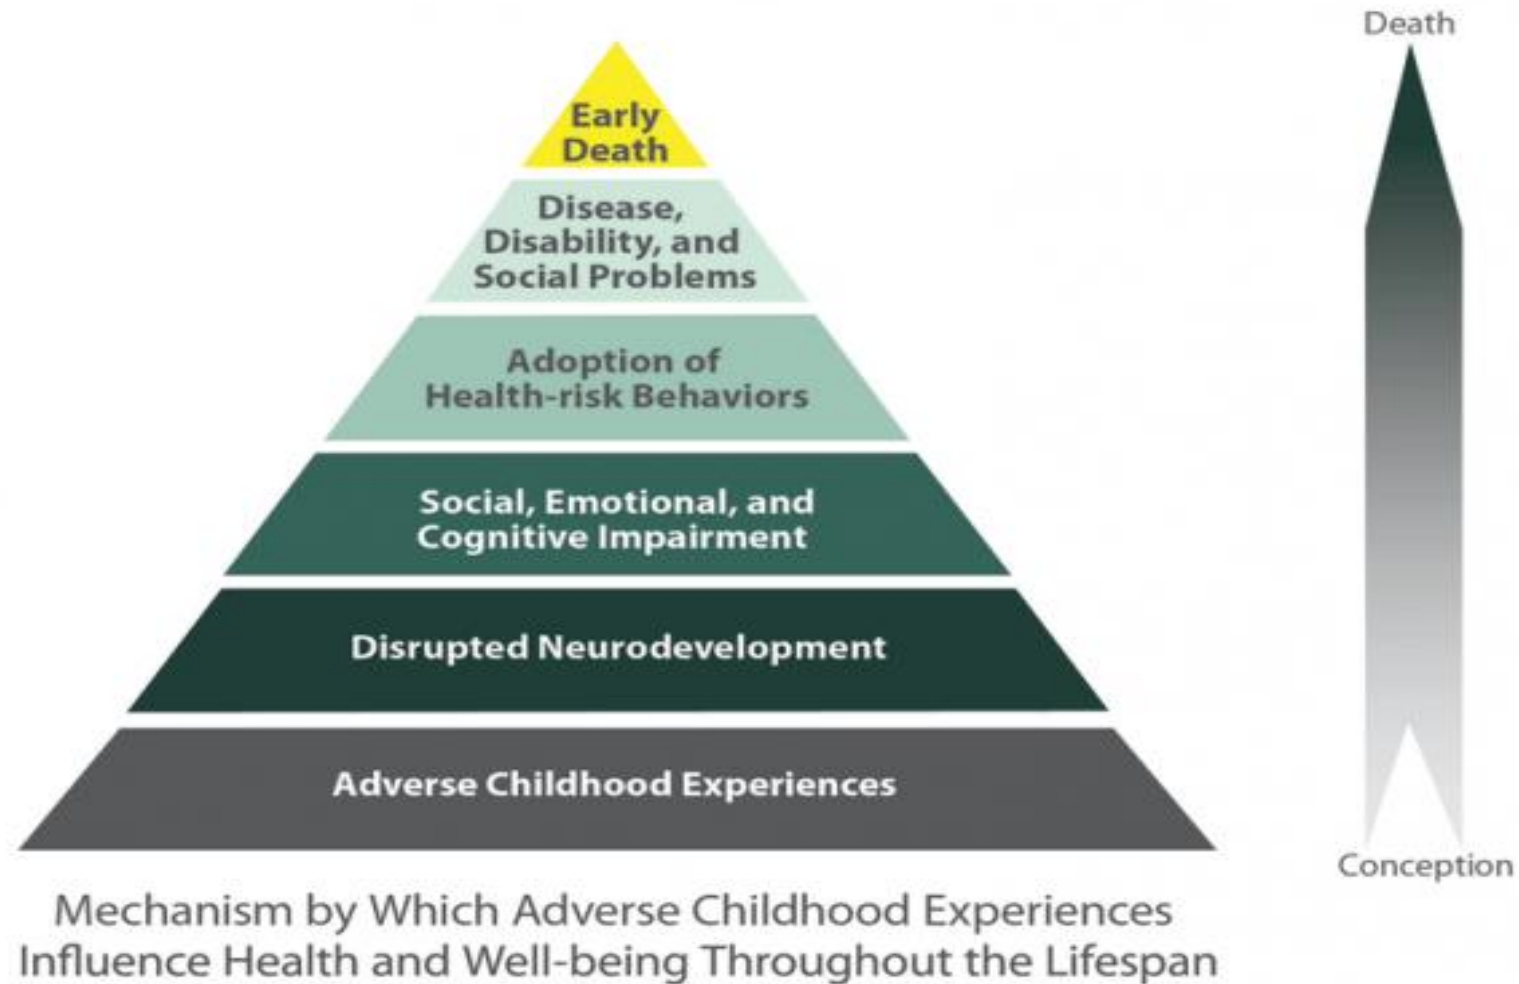 Death
Early
Death
Disease,
Disability, and
Social Problems
Adoption of
Health-risk Behaviors
Social, Emotional, and
Cognitive Impairment
Disrupted Neurodevelopment
Adverse Childhood Experiences
Conception
Mechanism by Which Adverse Childhood Experiences
Influence Health and Well-being Throughout the Lifespan